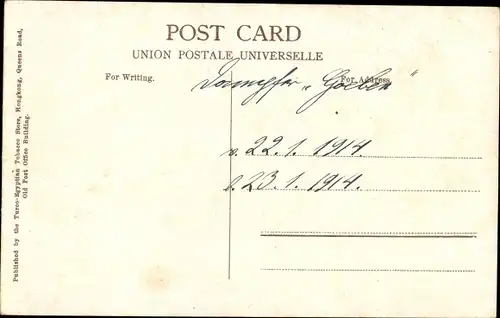 POST CARD
UNION POSTALE UNIVERSELLE
For Writing.
For Address.
Dampfer „Goeben"
v. 22.1.1914
b. 23.1.1914.
Published by the Turco-Egyptian Tobacco Store, Hongkong, Queens Road,
Old Post Office Building.